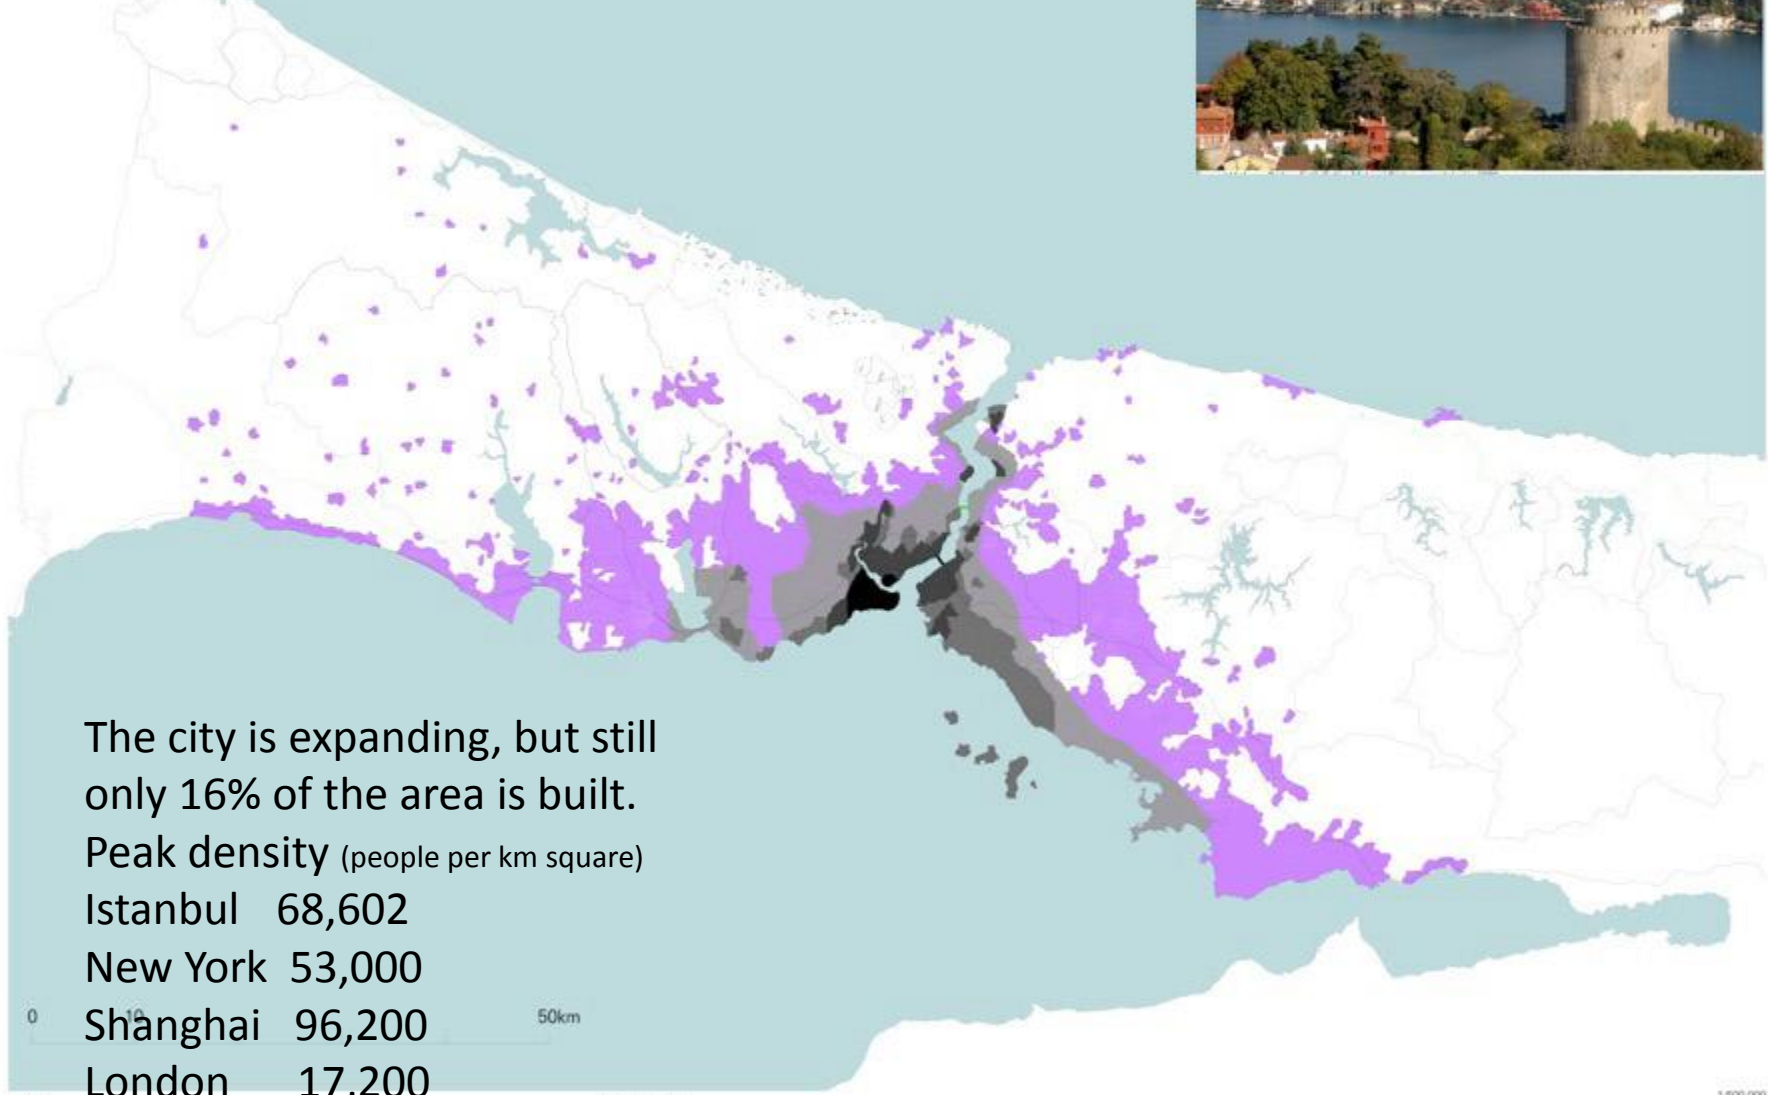 The city is expanding, but still
only 16% of the area is built.
Peak density (people per km square)
Istanbul 68,602
New York 53,000
0 10 50km
Shanghai 96,200
London 17,200